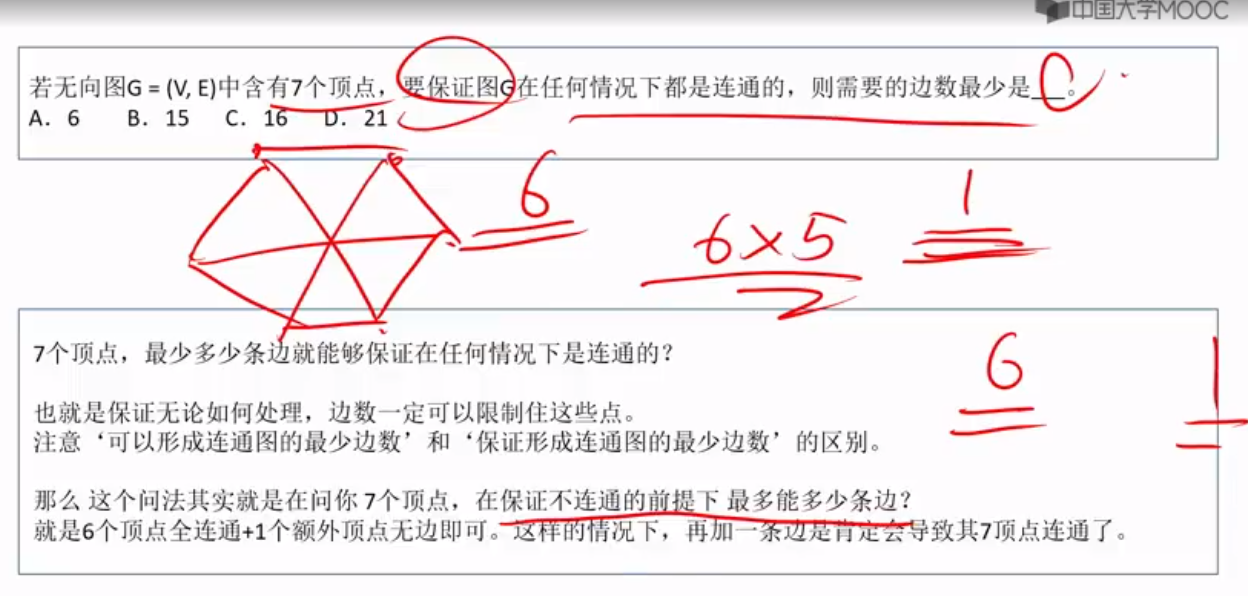 中国大学MOOC
若无向图G = (V, E)中含有7个顶点，要保证图G在任何情况下都是连通的，则需要的边数最少是___。
C
A. 6 B. 15 C. 16 D. 21
6
6×5
2
1
7个顶点，最少多少条边就能够保证在任何情况下是连通的？
6
1
也就是保证无论如何处理，边数一定可以限制住这些点。
注意‘可以形成连通图的最少边数’和‘保证形成连通图的最少边数’的区别。
那么 这个问法其实就是在问你 7个顶点，在保证不连通的前提下 最多能多少条边？
就是6个顶点全连通+1个额外顶点无边即可。这样的情况下，再加一条边是肯定会导致其7顶点连通了。